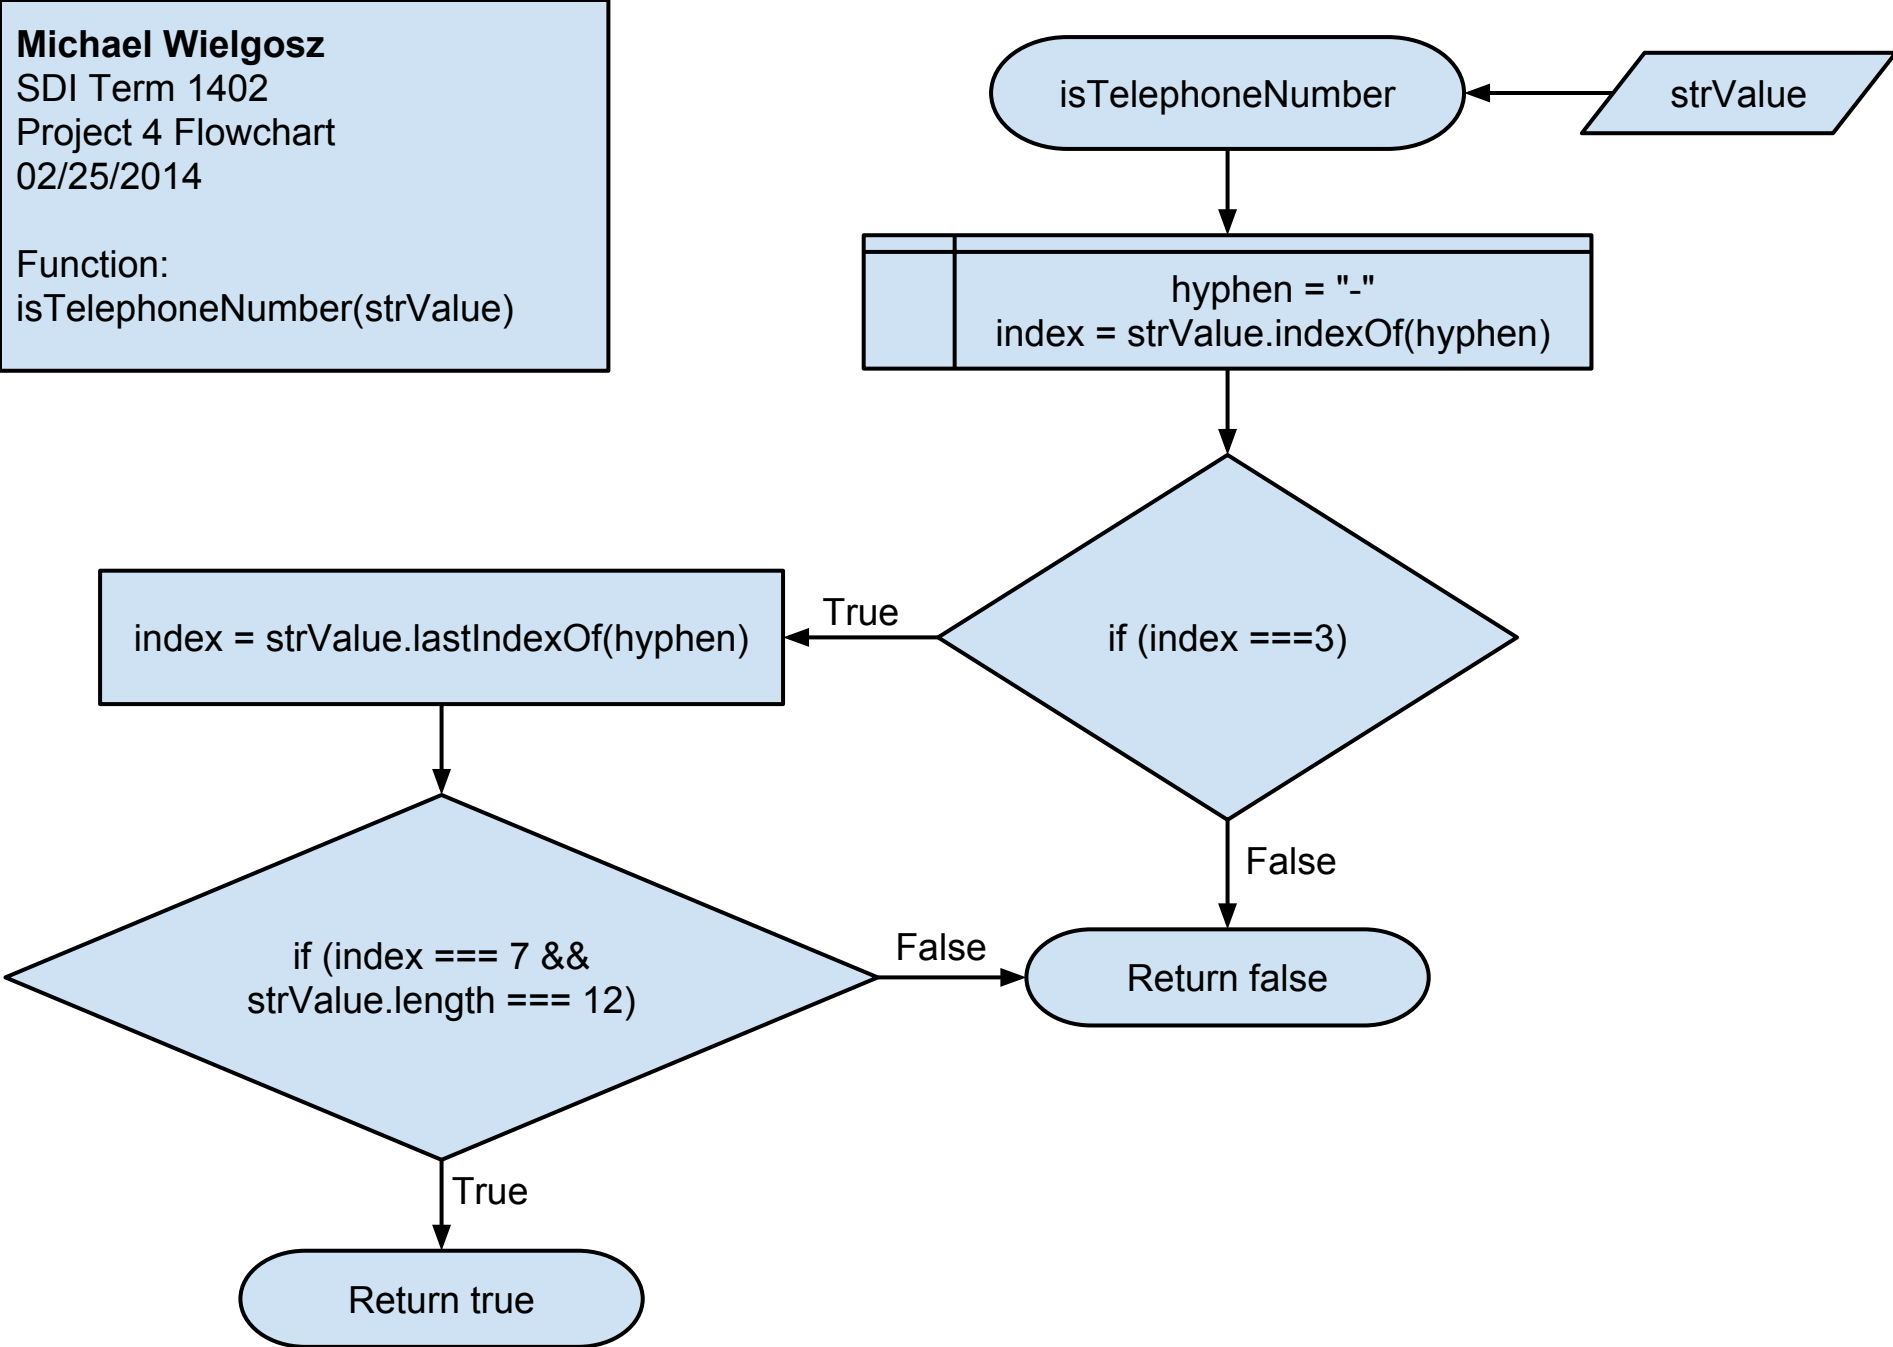 Michael Wielgosz
SDI Term 1402
Project 4 Flowchart
02/25/2014
Function:
isTelephoneNumber(strValue)
isTelephoneNumber
strValue
hyphen = "-"
index = strValue.indexOf(hyphen)
if (index ===3)
True
False
index = strValue.lastIndexOf(hyphen)
if (index === 7 &&
strValue.length === 12)
False
True
Return false
Return true